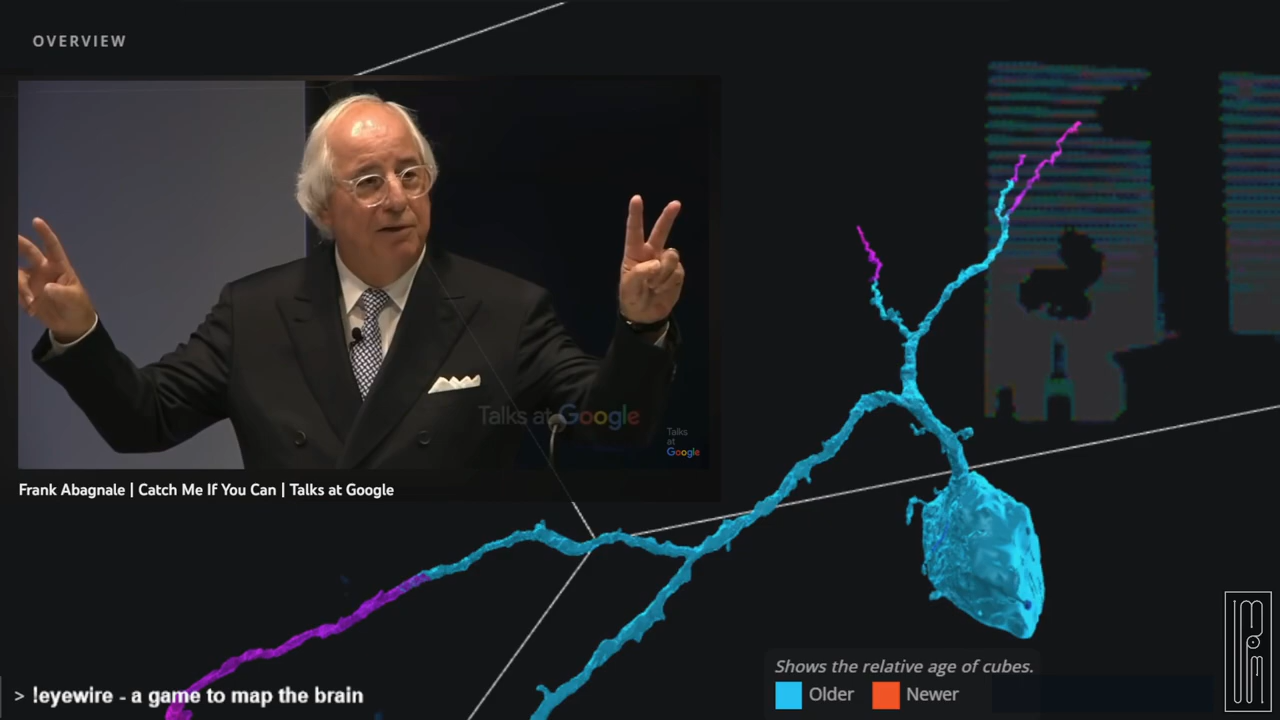 OVERVIEW
Talks at Google
Talks
at
Google
Frank Abagnale | Catch Me If You Can | Talks at Google
Shows the relative age of cubes.
Older
Newer
> !eyewire - a game to map the brain